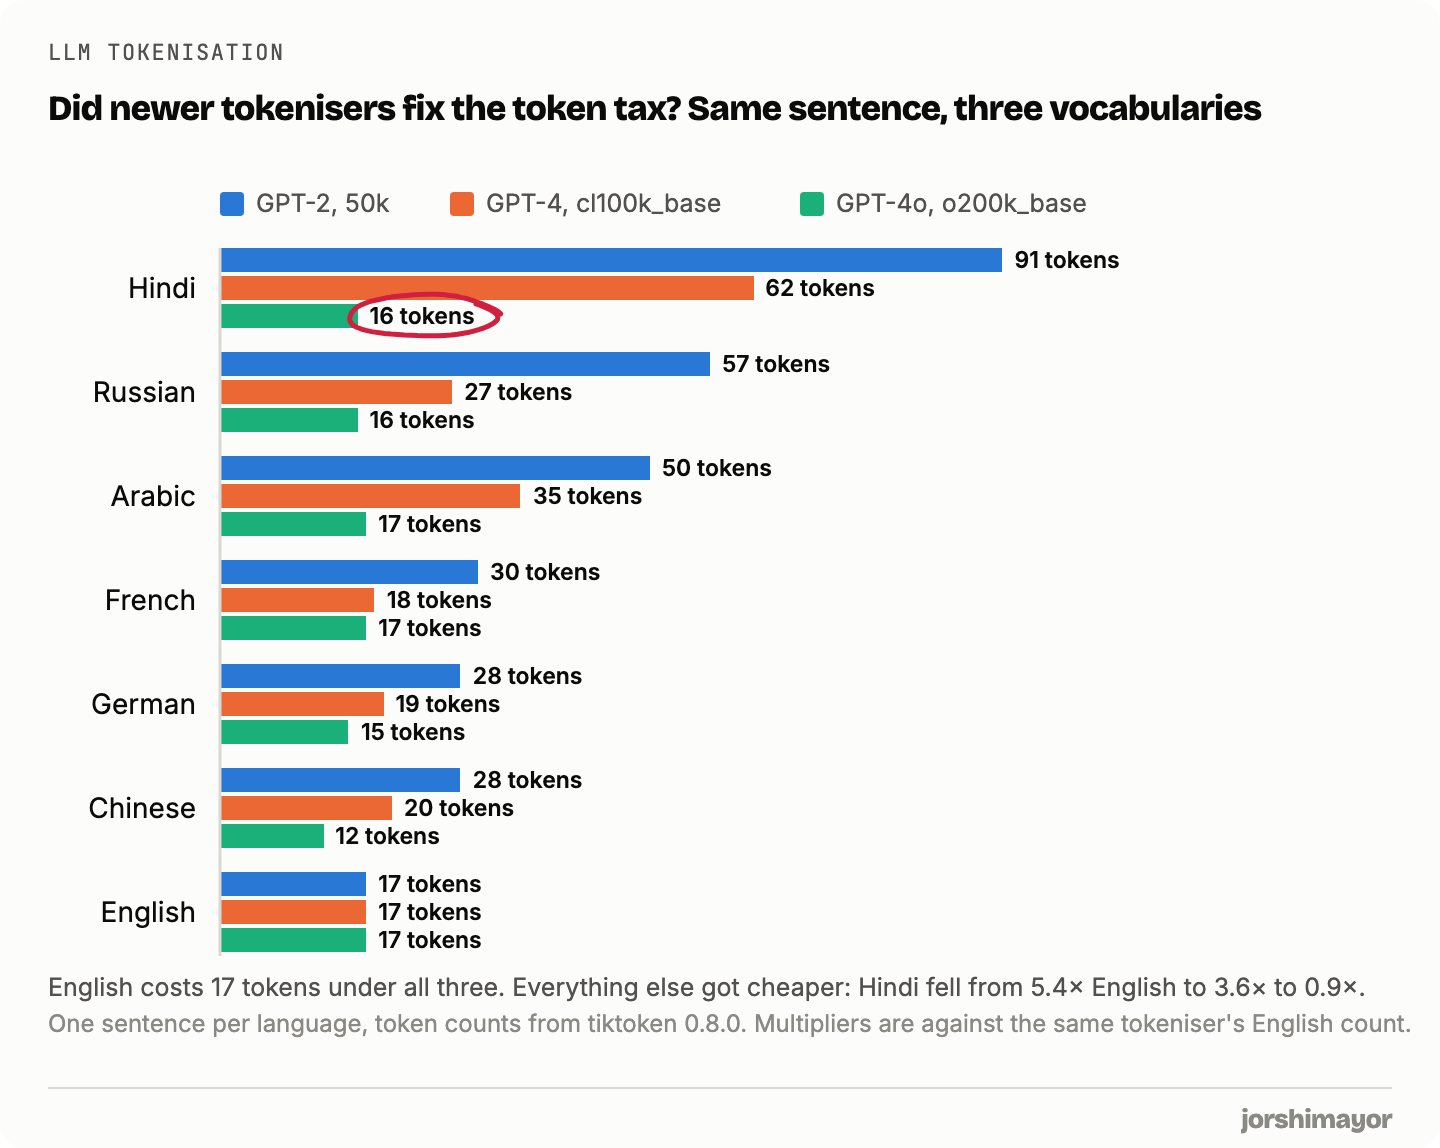 LLM TOKENISATION
Did newer tokenisers fix the token tax? Same sentence, three vocabularies
GPT-2, 50k
GPT-4, cl100k_base
GPT-4o, o200k_base
Hindi
91 tokens
62 tokens
16 tokens
Russian
57 tokens
27 tokens
16 tokens
Arabic
50 tokens
35 tokens
17 tokens
French
30 tokens
18 tokens
17 tokens
German
28 tokens
19 tokens
15 tokens
Chinese
28 tokens
20 tokens
12 tokens
English
17 tokens
17 tokens
17 tokens
English costs 17 tokens under all three. Everything else got cheaper: Hindi fell from 5.4× English to 3.6× to 0.9×.
One sentence per language, token counts from tiktoken 0.8.0. Multipliers are against the same tokeniser's English count.
jorshimayor